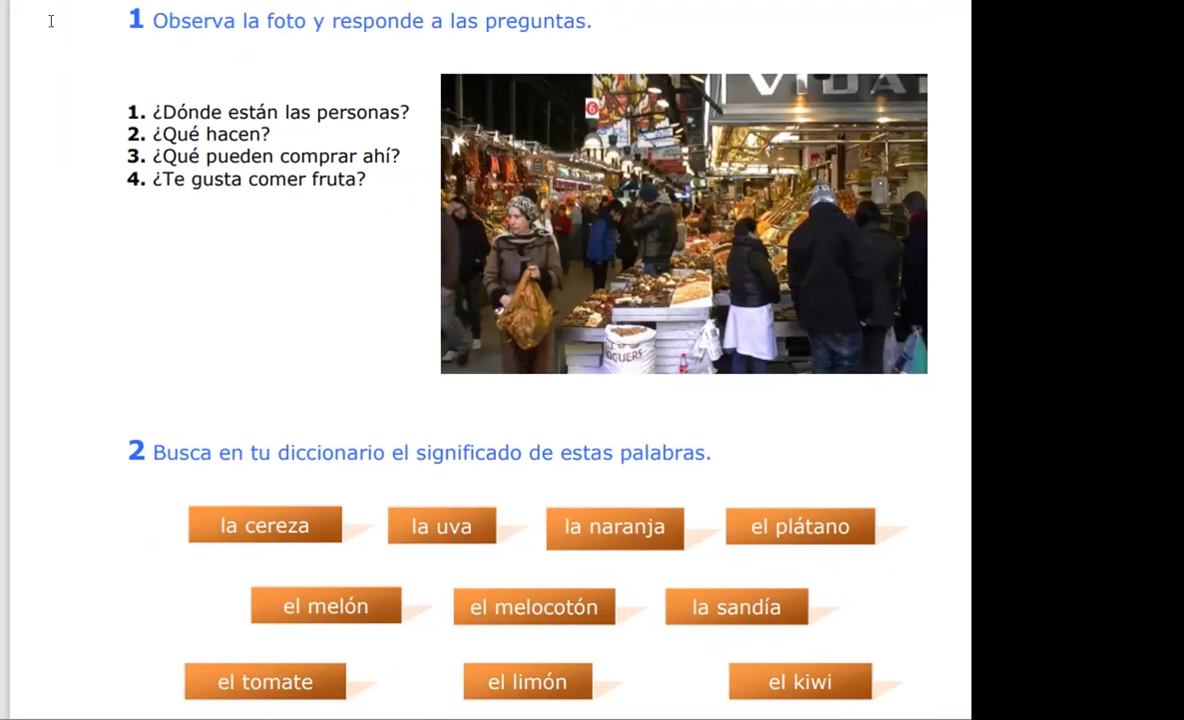 1 Observa la foto y responde a las preguntas.
1. ¿Dónde están las personas?
2. ¿Qué hacen?
3. ¿Qué pueden comprar ahí?
4. ¿Te gusta comer fruta?
6
2 Busca en tu diccionario el significado de estas palabras.
la cereza la uva la naranja el plátano
el melón el melocotón la sandía
el tomate el limón el kiwi